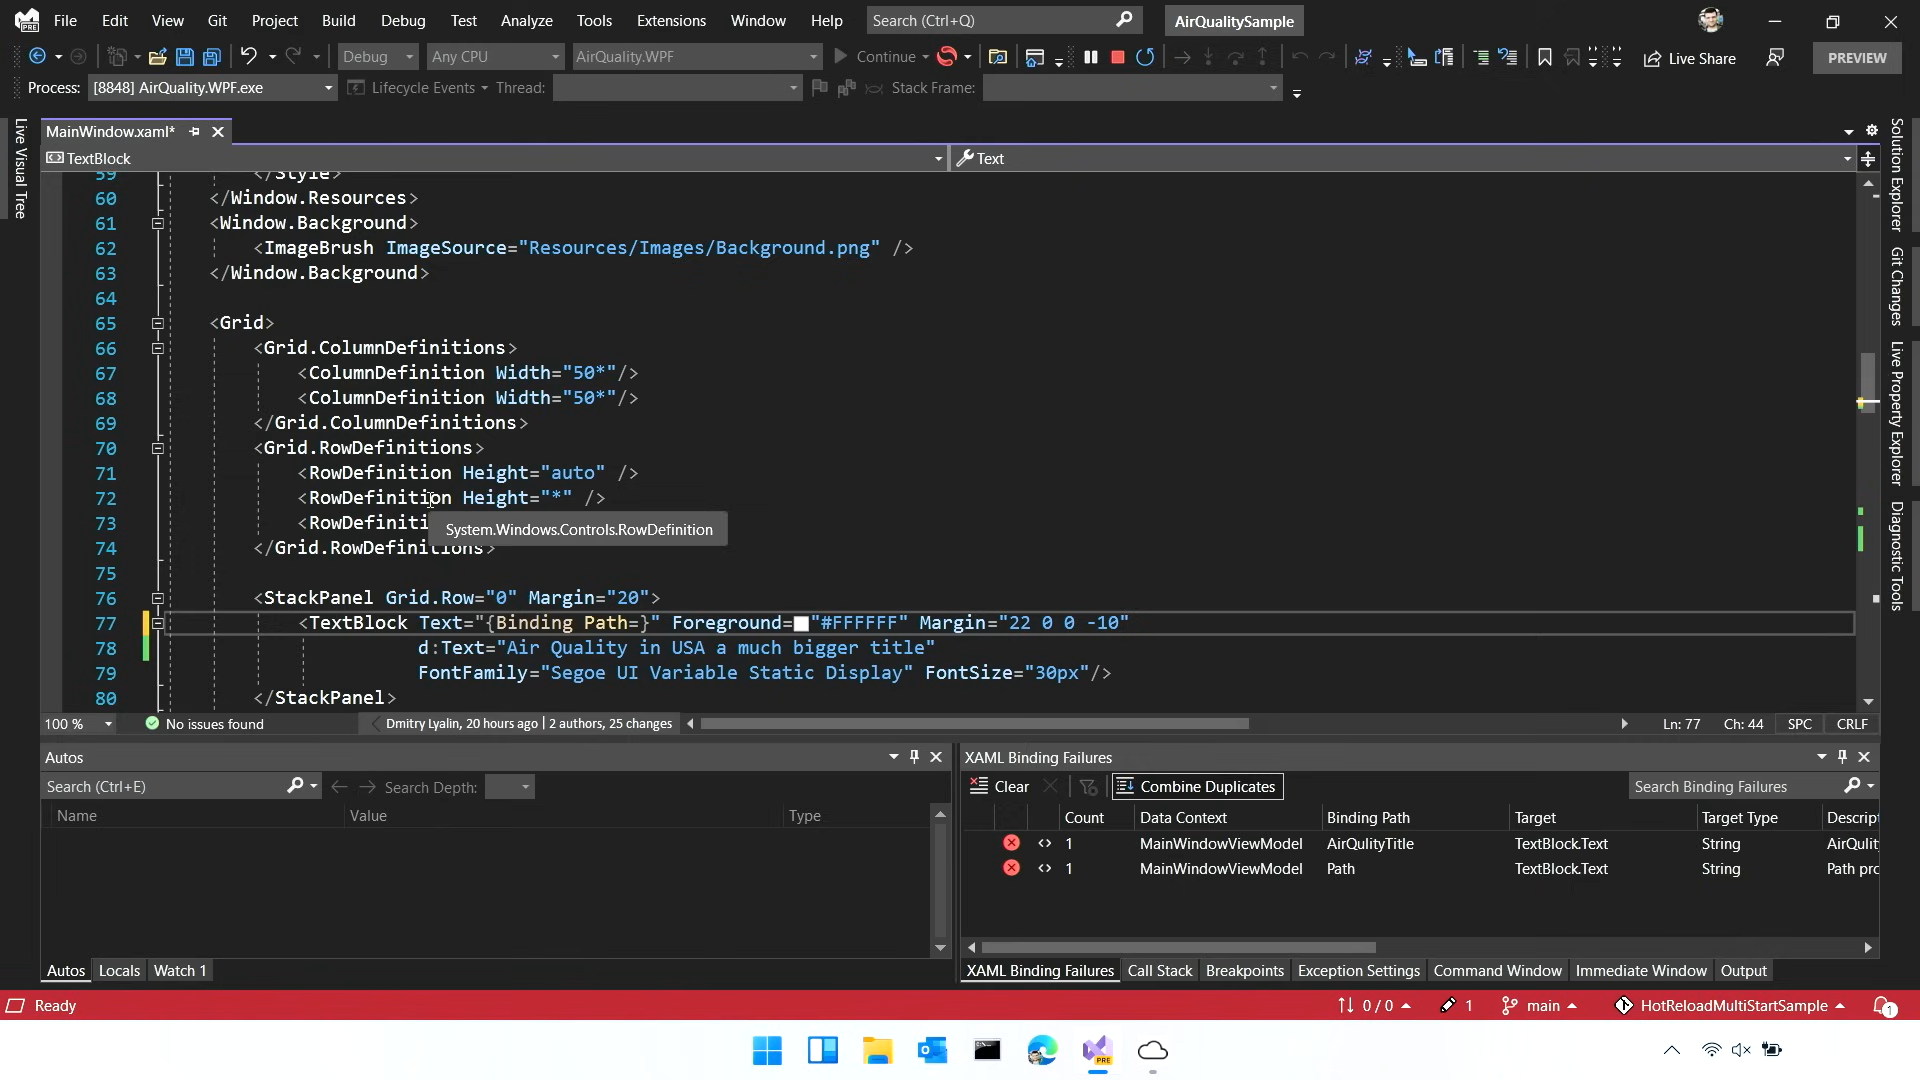 File Edit View Git Project Build Debug Test Analyze Tools Extensions Window Help Search (Ctrl+Q) AirQualitySample
Debug Any CPU AirQuality.WPF Continue Live Share PREVIEW
Process: [8848] AirQuality.WPF.exe Lifecycle Events Thread: Stack Frame:
Live Visual Tree
MainWindow.xaml*
TextBlock Text
59 </Style>
60 </Window.Resources>
61 <Window.Background>
62 <ImageBrush ImageSource="Resources/Images/Background.png" />
63 </Window.Background>
64
65 <Grid>
66 <Grid.ColumnDefinitions>
67 <ColumnDefinition Width="50*"/>
68 <ColumnDefinition Width="50*"/>
69 </Grid.ColumnDefinitions>
70 <Grid.RowDefinitions>
71 <RowDefinition Height="auto" />
72 <RowDefinition Height="*" />
73 <RowDefiniti
System.Windows.Controls.RowDefinition
74 </Grid.RowDefinitions>
75
76 <StackPanel Grid.Row="0" Margin="20">
77 <TextBlock Text="{Binding Path=}" Foreground="#FFFFFF" Margin="22 0 0 -10"
78 d:Text="Air Quality in USA a much bigger title"
79 FontFamily="Segoe UI Variable Static Display" FontSize="30px"/>
80 </StackPanel>
100 % No issues found Dmitry Lyalin, 20 hours ago | 2 authors, 25 changes Ln: 77 Ch: 44 SPC CRLF
Solution Explorer
Git Changes
Live Property Explorer
Diagnostic Tools
Autos
Search (Ctrl+E) Search Depth:
Name Value Type
Autos Locals Watch 1
XAML Binding Failures
Clear Combine Duplicates Search Binding Failures
Count Data Context Binding Path Target Target Type Descrip
1 MainWindowViewModel AirQulityTitle TextBlock.Text String AirQulit
1 MainWindowViewModel Path TextBlock.Text String Path pro
XAML Binding Failures Call Stack Breakpoints Exception Settings Command Window Immediate Window Output
Ready 0 / 0 1 main HotReloadMultiStartSample 1
PRE